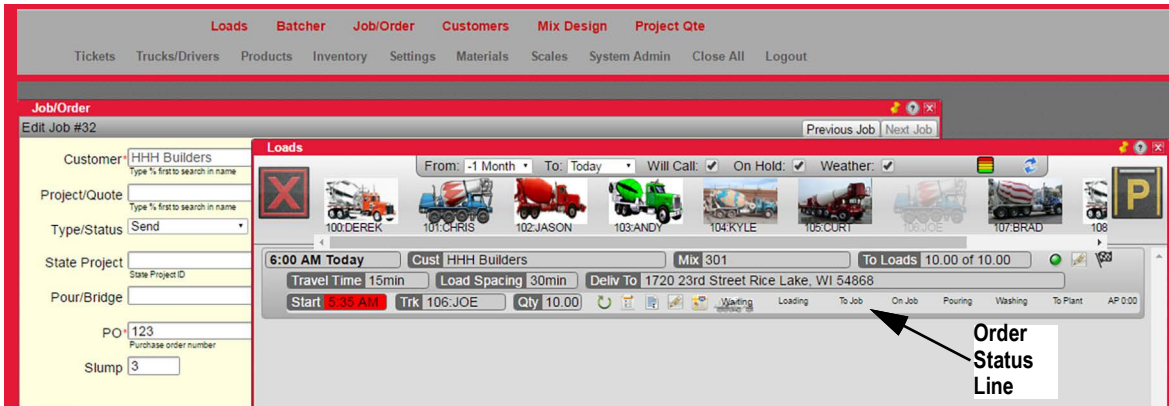 Loads Batcher Job/Order Customers Mix Design Project Qte
Tickets Trucks/Drivers Products Inventory Settings Materials Scales System Admin Close All Logout
Job/Order
Edit Job #32
Previous Job Next Job
Customer* HHH Builders
Type % first to search in name
Project/Quote
Type % first to search in name
Type/Status Send
State Project
State Project ID
Pour/Bridge
PO* 123
Purchase order number
Slump 3
Loads
From: -1 Month To: Today Will Call: On Hold: Weather:
X
100:DEREK 101:CHRIS 102:JASON 103:ANDY 104:KYLE 105:CURT 106:JOE 107:BRAD 108
P
6:00 AM Today Cust HHH Builders Mix 301 To Loads 10.00 of 10.00
Travel Time 15min Load Spacing 30min Deliv To 1720 23rd Street Rice Lake, WI 54868
Start 5:35 AM Trk 106:JOE Qty 10.00 Waiting Loading To Job On Job Pouring Washing To Plant AP 0:00
Order
Status
Line